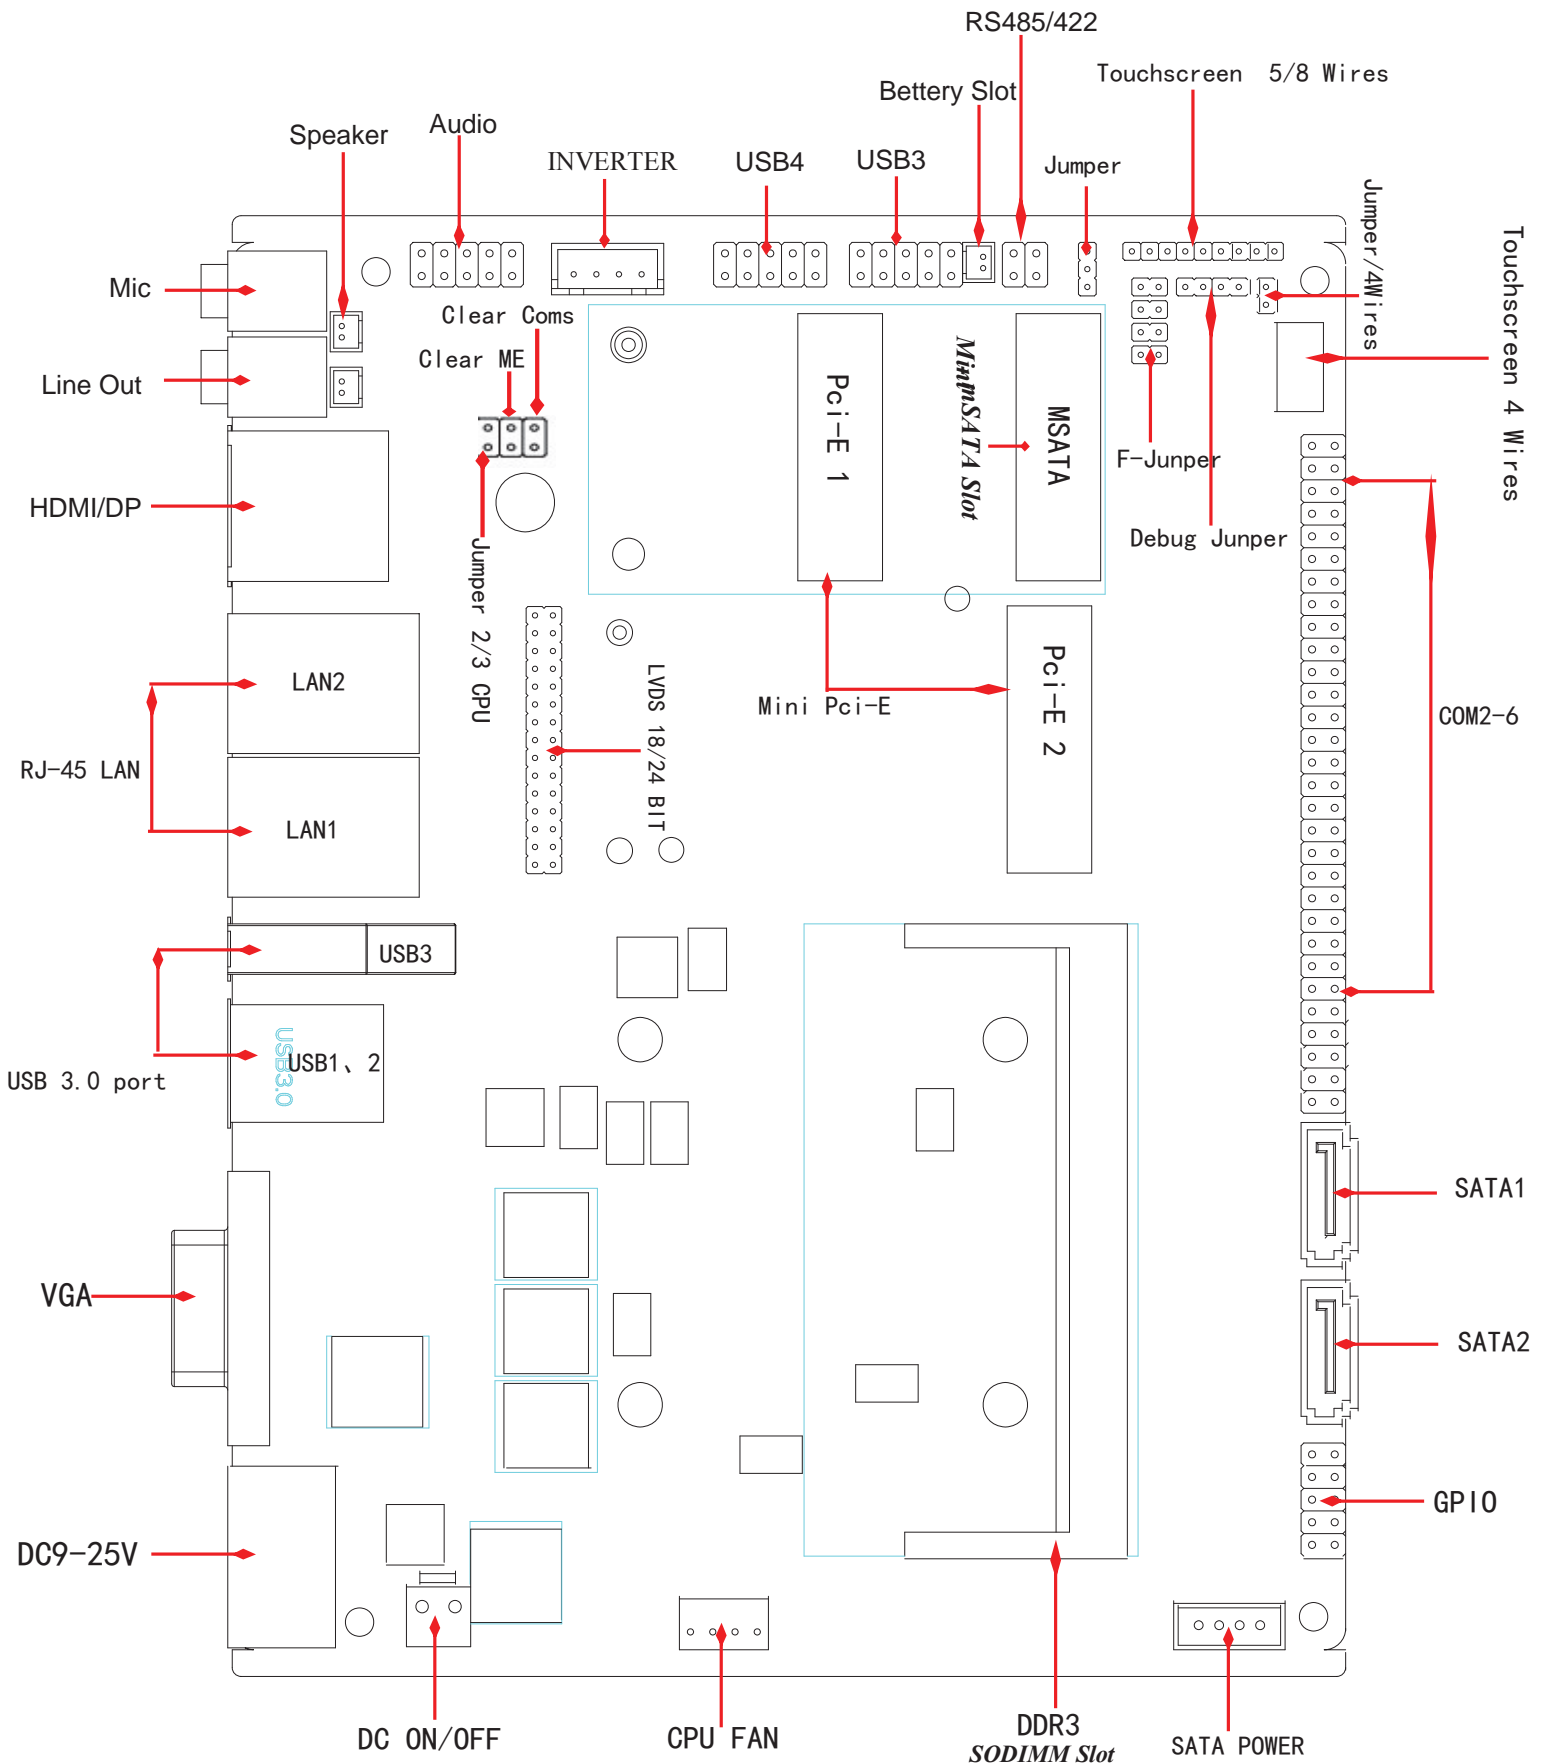 RS485/422
Touchscreen 5/8 Wires
Bettery Slot
Audio
Speaker
INVERTER
USB4
USB3
Jumper
Jumper/4Wires
Touchscreen 4 Wires
Mic
Clear Coms
Clear ME
Line Out
MinimSATA Slot
Pci-E 1
MSATA
F-Junper
HDMI/DP
Debug Junper
Jumper 2/3 CPU
LAN2
LVDS 18/24 BIT
Mini Pci-E
Pci-E 2
COM2-6
RJ-45 LAN
LAN1
USB3
USB3.0
USB1、2
USB 3.0 port
SATA1
VGA
SATA2
GPIO
DC9-25V
DC ON/OFF
CPU FAN
DDR3
SODIMM Slot
SATA POWER